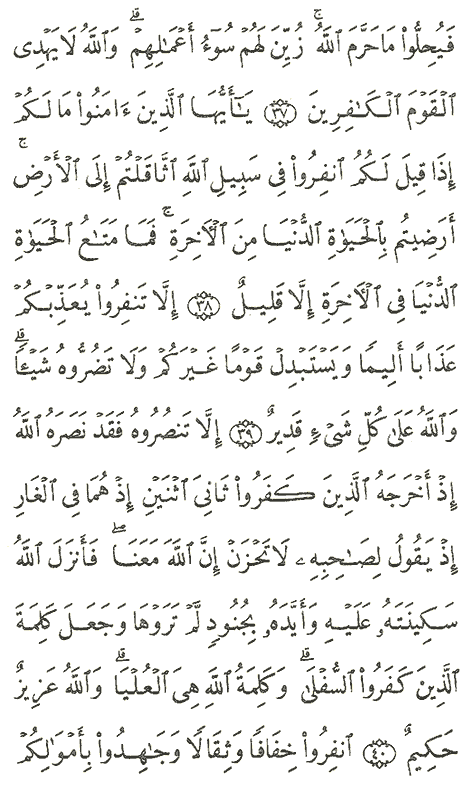 فَيُحِلُّوا۟ مَا حَرَّمَ ٱللَّهُ ۚ زُيِّنَ لَهُمْ سُوٓءُ أَعْمَـٰلِهِمْ ۗ وَٱللَّهُ لَا يَهْدِى
ٱلْقَوْمَ ٱلْكَـٰفِرِينَ ٣٧ يَـٰٓأَيُّهَا ٱلَّذِينَ ءَامَنُوا۟ مَا لَكُمْ
إِذَا قِيلَ لَكُمُ ٱنفِرُوا۟ فِى سَبِيلِ ٱللَّهِ ٱثَّاقَلْتُمْ إِلَى ٱلْأَرْضِ ۚ
أَرَضِيتُم بِٱلْحَيَوٰةِ ٱلدُّنْيَا مِنَ ٱلْـَٔاخِرَةِ ۚ فَمَا مَتَـٰعُ ٱلْحَيَوٰةِ
ٱلدُّنْيَا فِى ٱلْـَٔاخِرَةِ إِلَّا قَلِيلٌ ٣٨ إِلَّا تَنفِرُوا۟ يُعَذِّبْكُمْ
عَذَابًا أَلِيمًا وَيَسْتَبْدِلْ قَوْمًا غَيْرَكُمْ وَلَا تَضُرُّوهُ شَيْـًٔا ۗ
وَٱللَّهُ عَلَىٰ كُلِّ شَىْءٍ قَدِيرٌ ٣٩ إِلَّا تَنصُرُوهُ فَقَدْ نَصَرَهُ ٱللَّهُ
إِذْ أَخْرَجَهُ ٱلَّذِينَ كَفَرُوا۟ ثَانِىَ ٱثْنَيْنِ إِذْ هُمَا فِى ٱلْغَارِ
إِذْ يَقُولُ لِصَـٰحِبِهِۦ لَا تَحْزَنْ إِنَّ ٱللَّهَ مَعَنَا ۖ فَأَنزَلَ ٱللَّهُ
سَكِينَتَهُۥ عَلَيْهِ وَأَيَّدَهُۥ بِجُنُودٍ لَّمْ تَرَوْهَا وَجَعَلَ كَلِمَةَ
ٱلَّذِينَ كَفَرُوا۟ ٱلسُّفْلَىٰ ۗ وَكَلِمَةُ ٱللَّهِ هِىَ ٱلْعُلْيَا ۗ وَٱللَّهُ عَزِيزٌ
حَكِيمٌ ٤٠ ٱنفِرُوا۟ خِفَافًا وَثِقَالًا وَجَـٰهِدُوا۟ بِأَمْوَٰلِكُمْ